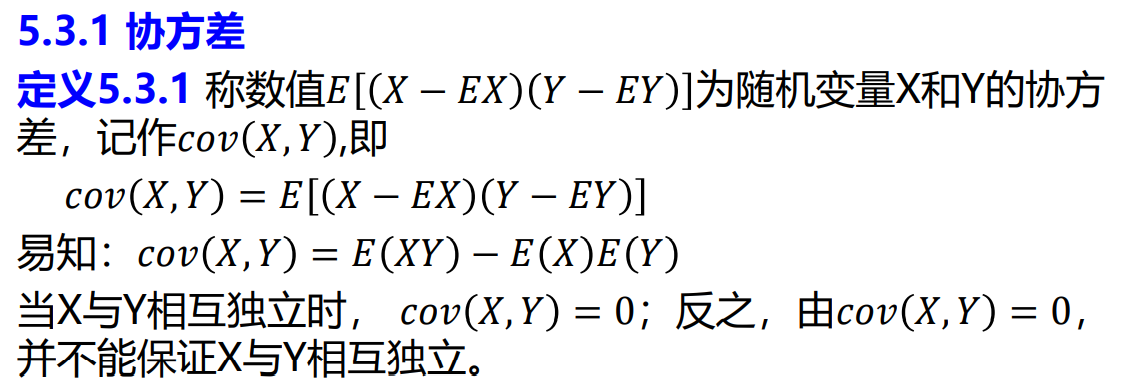 5.3.1 协方差
定义5.3.1 称数值E[(X − EX)(Y − EY)]为随机变量X和Y的协方
差，记作cov(X,Y),即
cov(X,Y) = E[(X − EX)(Y − EY)]
易知：cov(X,Y) = E(XY) − E(X)E(Y)
当X与Y相互独立时， cov(X,Y) = 0；反之，由cov(X,Y) = 0，
并不能保证X与Y相互独立。